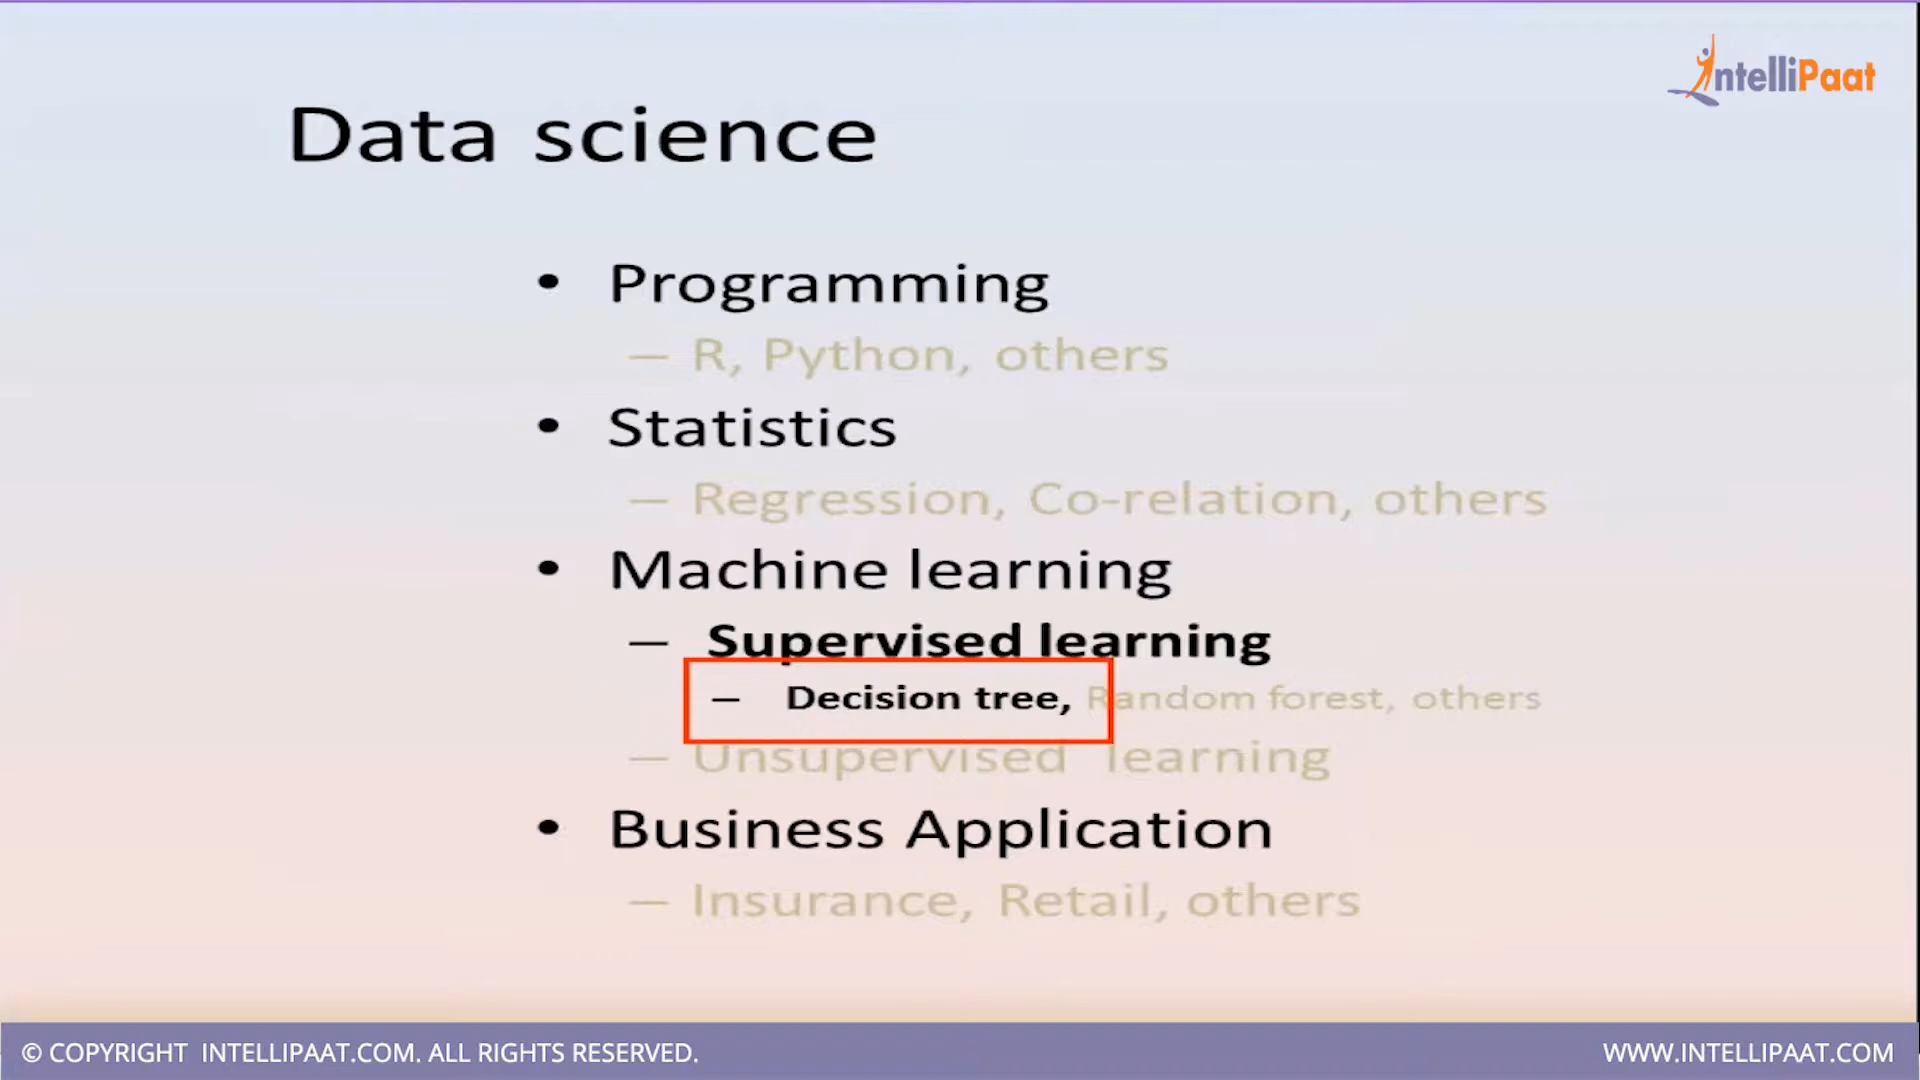 IntelliPaat
Data science
• Programming
– R, Python, others
• Statistics
– Regression, Co-relation, others
• Machine learning
– Supervised learning
– Decision tree, Random forest, others
– Unsupervised learning
• Business Application
– Insurance, Retail, others
© COPYRIGHT INTELLIPAAT.COM. ALL RIGHTS RESERVED.
WWW.INTELLIPAAT.COM